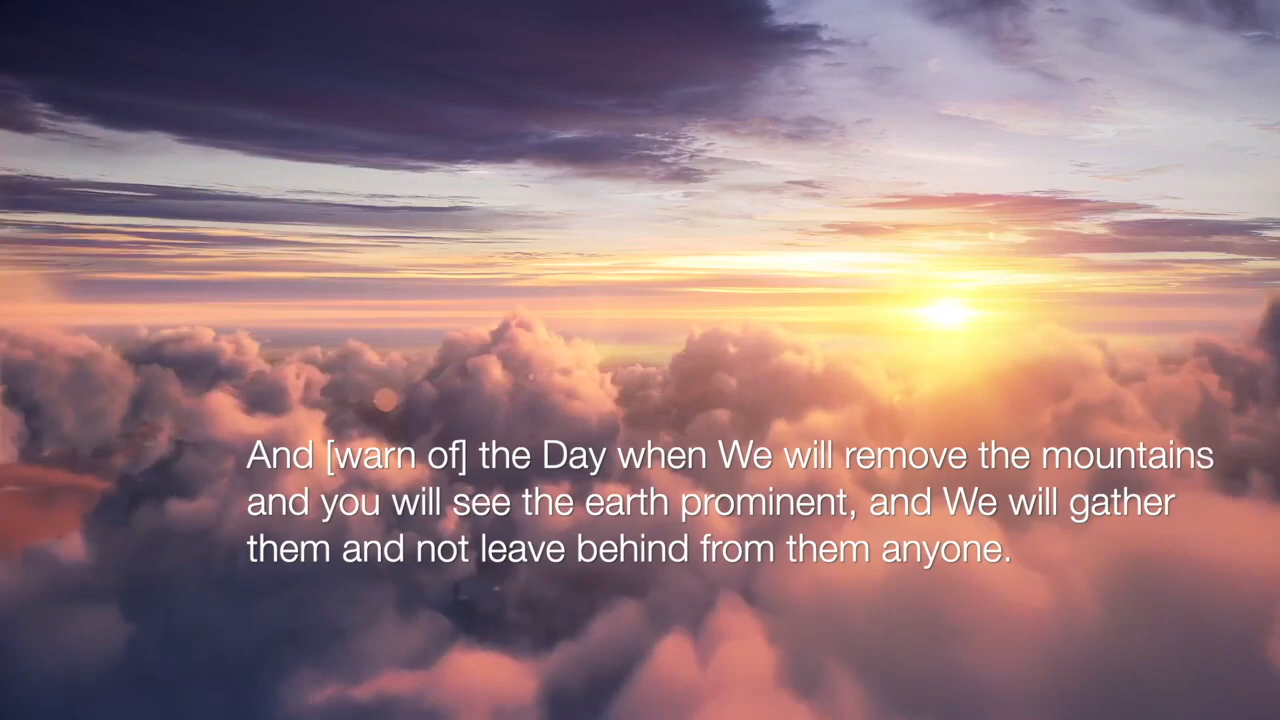 And [warn of] the Day when We will remove the mountains
and you will see the earth prominent, and We will gather
them and not leave behind from them anyone.